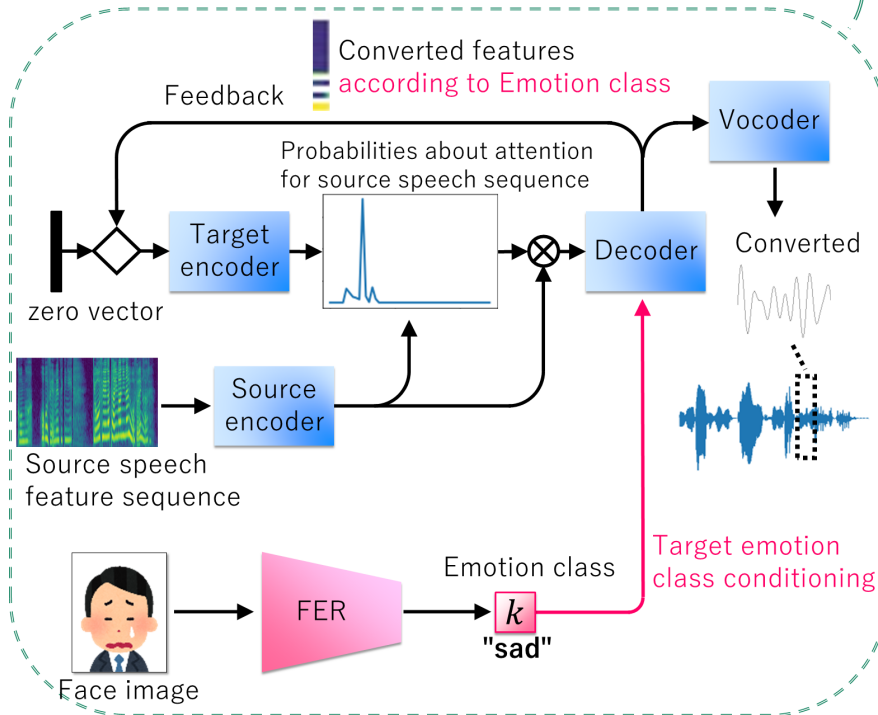 Converted features
according to Emotion class
Feedback
Vocoder
Probabilities about attention
for source speech sequence
Target
encoder
Decoder
Converted
zero vector
Source
encoder
Source speech
feature sequence
Target emotion
class conditioning
Emotion class
FER
k
"sad"
Face image